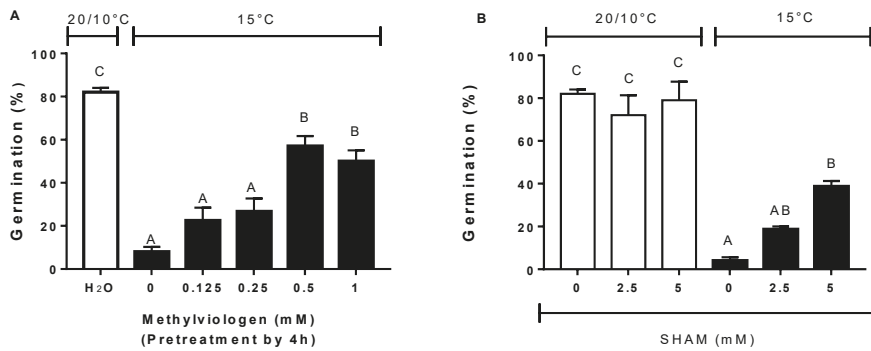 A
20/10°C 15°C
Germination (%)
100
80
60
40
20
0
C
A
A
A
B
B
H2O 0 0.125 0.25 0.5 1
Methylviologen (mM)
(Pretreatment by 4h)
B
20/10°C 15°C
Germination (%)
100
80
60
40
20
0
C
C
C
A
AB
B
0 2.5 5 0 2.5 5
SHAM (mM)